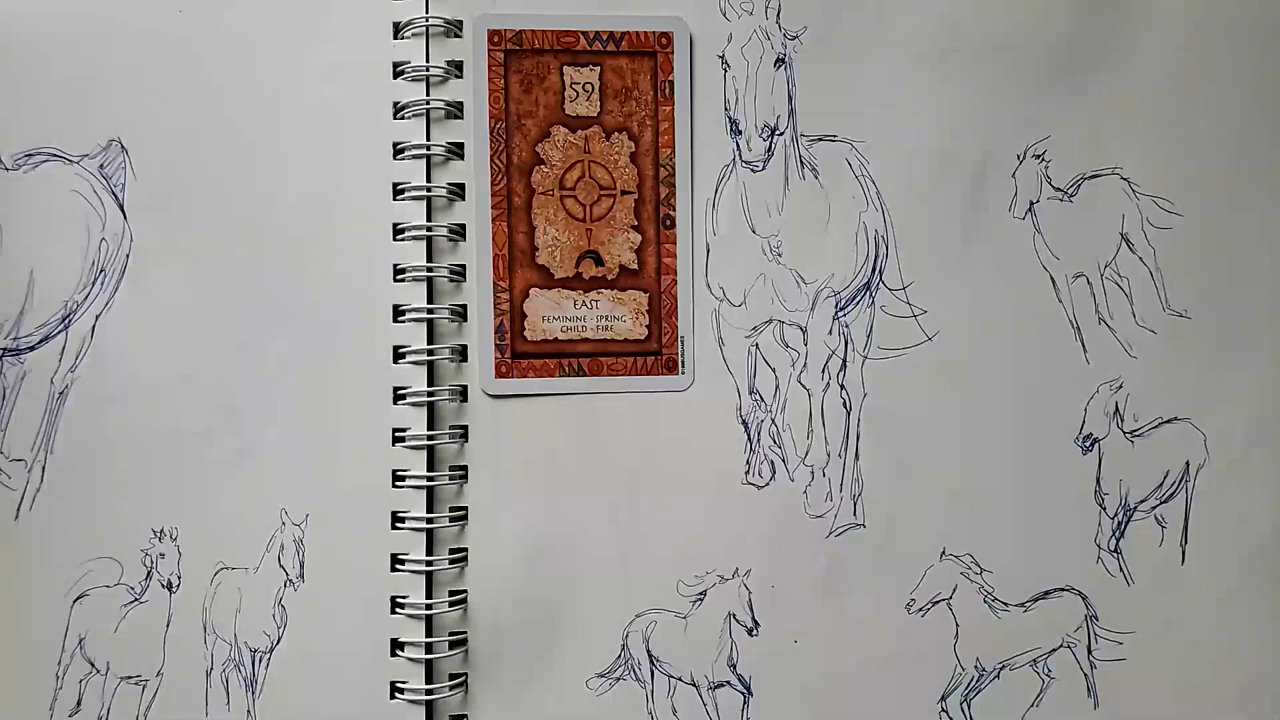 59
EAST
FEMININE - SPRING -
CHILD - FIRE